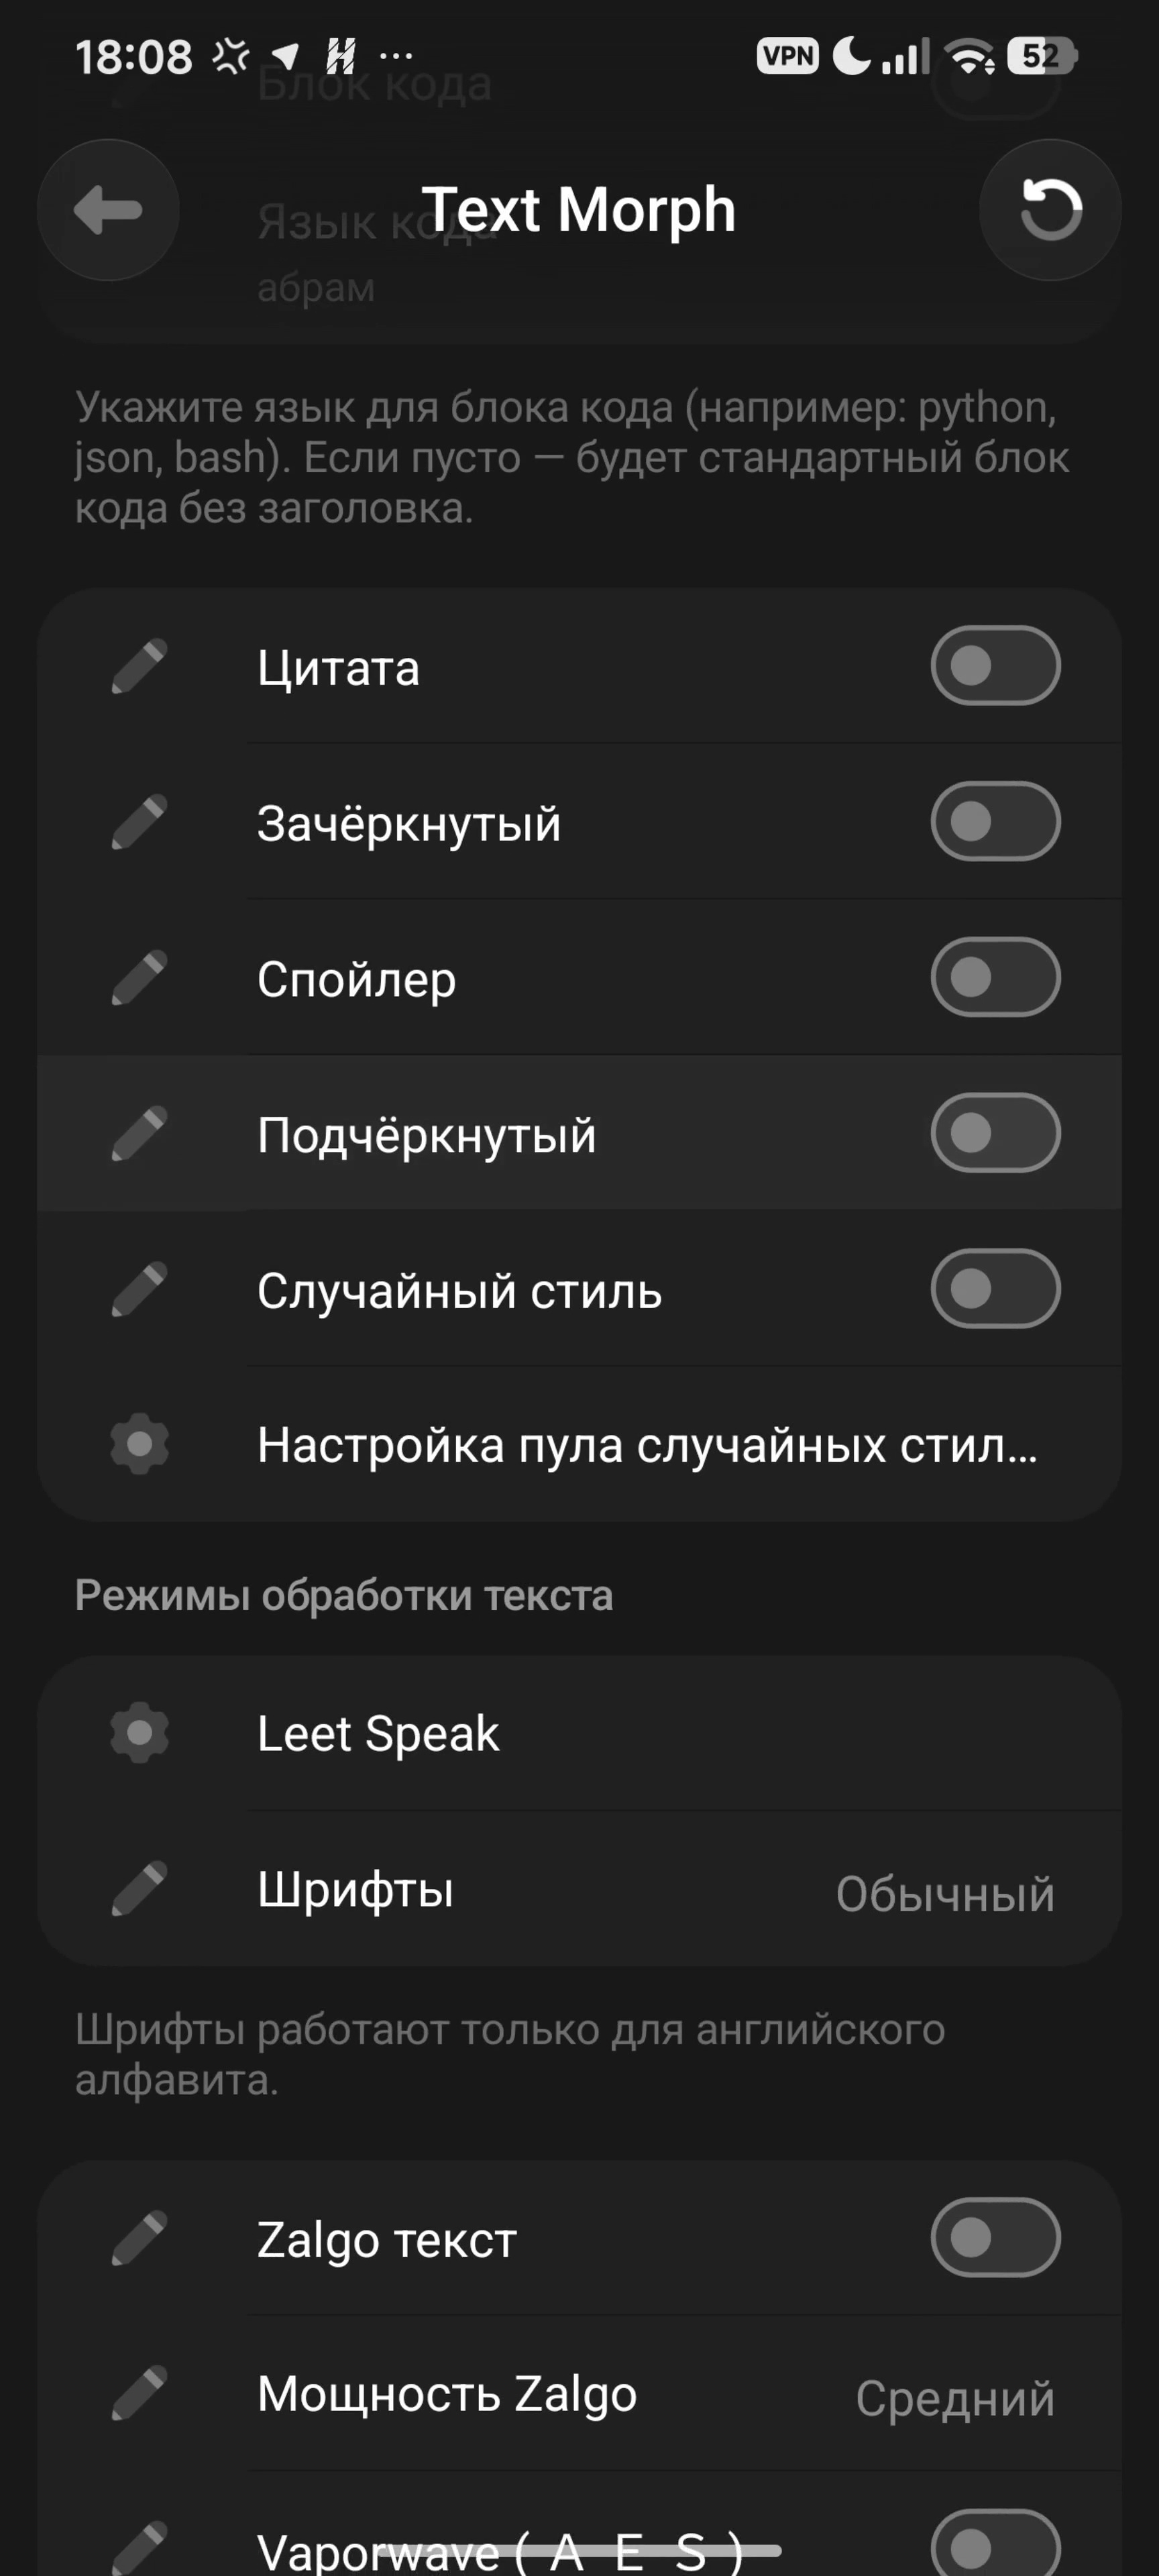 18:08 ... VPN 52
Блок кода
Text Morph
Язык кода
абрам
Укажите язык для блока кода (например: python,
json, bash). Если пусто — будет стандартный блок
кода без заголовка.
Цитата
Зачёркнутый
Спойлер
Подчёркнутый
Случайный стиль
Настройка пула случайных стил...
Режимы обработки текста
Leet Speak
Шрифты Обычный
Шрифты работают только для английского
алфавита.
Zalgo текст
Мощность Zalgo Средний
Vaporwave ( A E S )